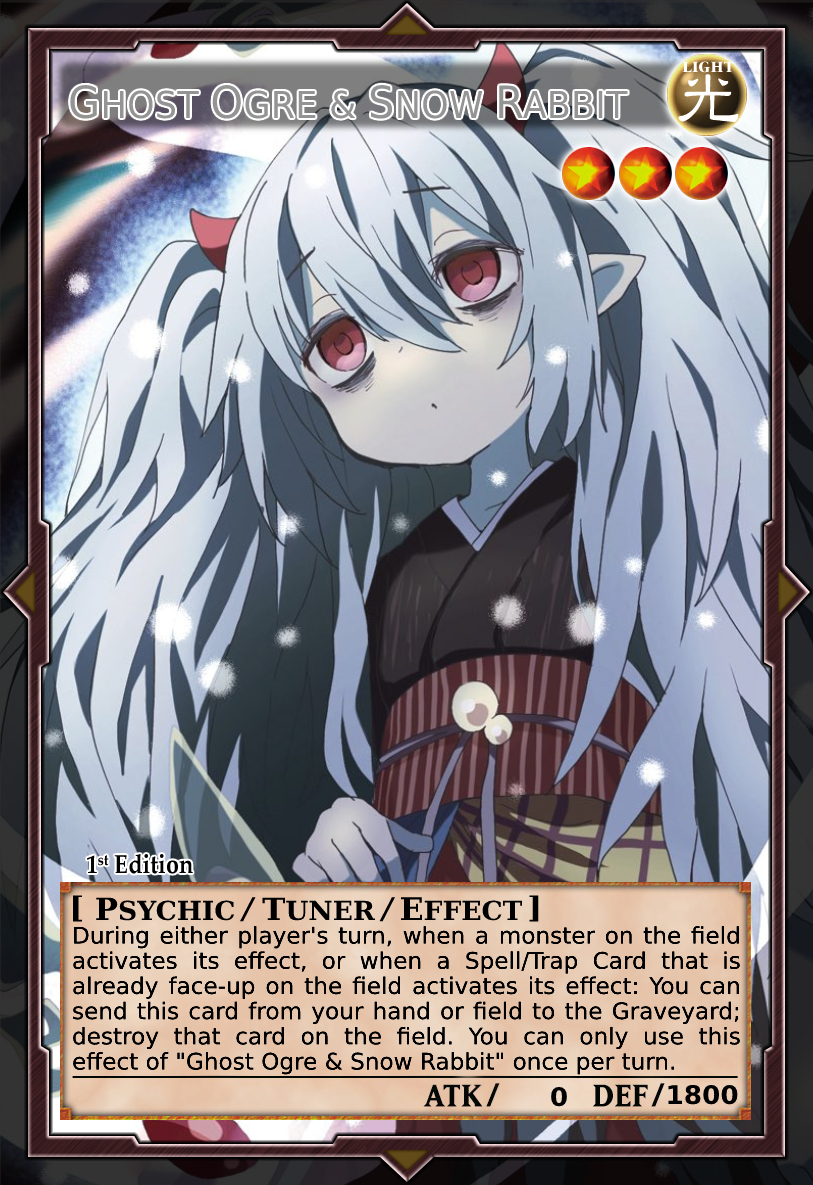 Ghost Ogre & Snow Rabbit
LIGHT
光
1st Edition
[ Psychic / Tuner / Effect ]
During either player's turn, when a monster on the field
activates its effect, or when a Spell/Trap Card that is
already face-up on the field activates its effect: You can
send this card from your hand or field to the Graveyard;
destroy that card on the field. You can only use this
effect of "Ghost Ogre & Snow Rabbit" once per turn.
ATK/ 0 DEF/1800